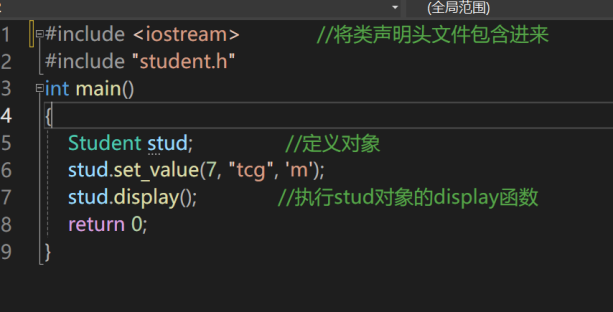 (全局范围)
1 #include <iostream> //将类声明头文件包含进来
2 #include "student.h"
3 int main()
4 {
5 Student stud; //定义对象
6 stud.set_value(7, "tcg", 'm');
7 stud.display(); //执行stud对象的display函数
8 return 0;
9 }